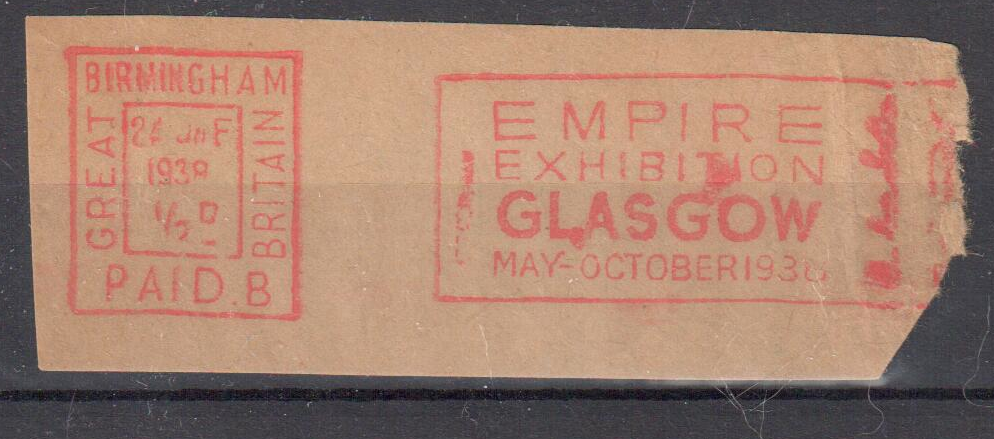 BIRMINGHAM
GREAT
1938
½D
BRITAIN
PAID.B
EMPIRE
EXHIBITION
GLASGOW
MAY-OCTOBER 1938